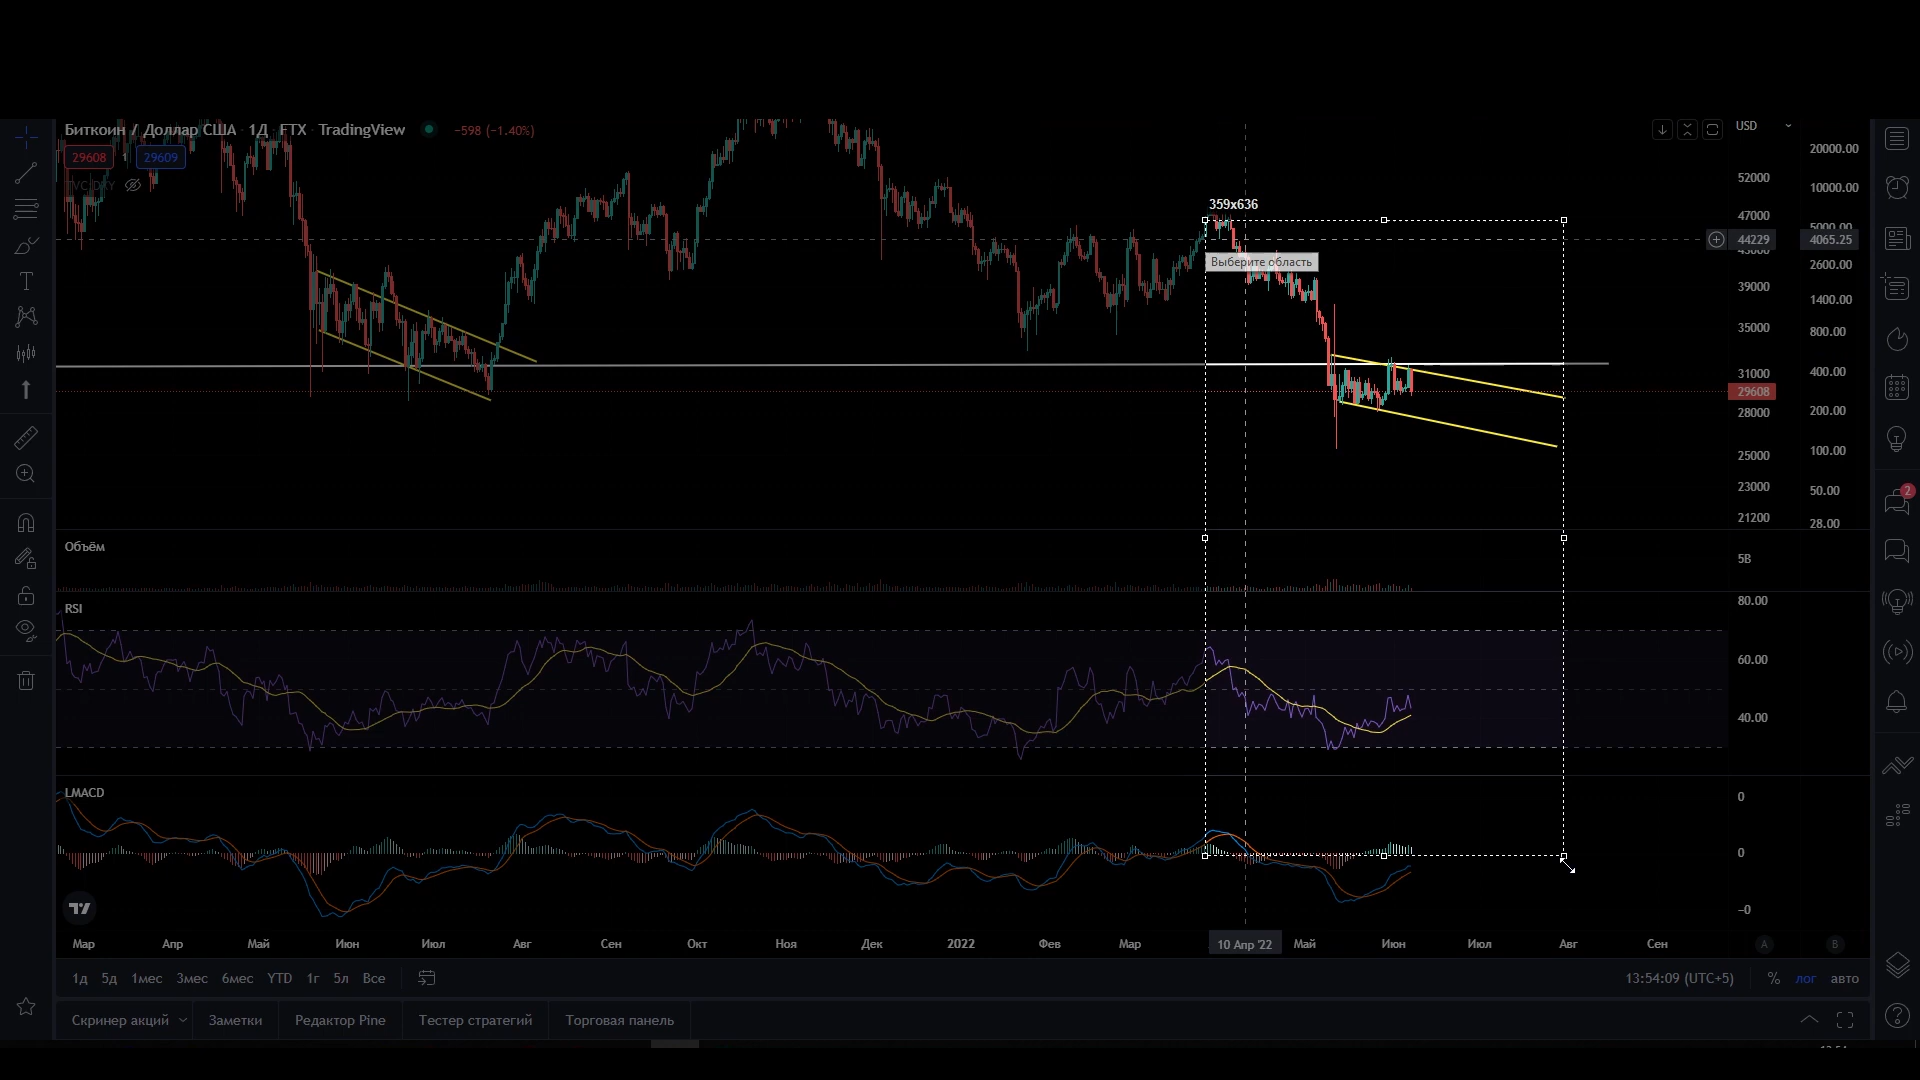 Биткоин / Доллар США · 1Д · FTX · TradingView −598 (−1.40%)
29608 1 29609
TVC:DXY
USD
20000.00
52000
10000.00
47000
5000.00
44229 4065.25
2600.00
39000
1400.00
35000
800.00
31000
400.00
29608
28000
200.00
25000
100.00
23000
50.00
21200
28.00
359x636
Выберите область
2
Объём
5B
RSI
80.00
60.00
40.00
LMACD
0
0
−0
Мар Апр Май Июн Июл Авг Сен Окт Ноя Дек 2022 Фев Мар 10 Апр '22 Май Июн Июл Авг Сен A B
1д 5д 1мес 3мес 6мес YTD 1г 5л Все 13:54:09 (UTC+5) % лог авто
Скринер акций Заметки Редактор Pine Тестер стратегий Торговая панель